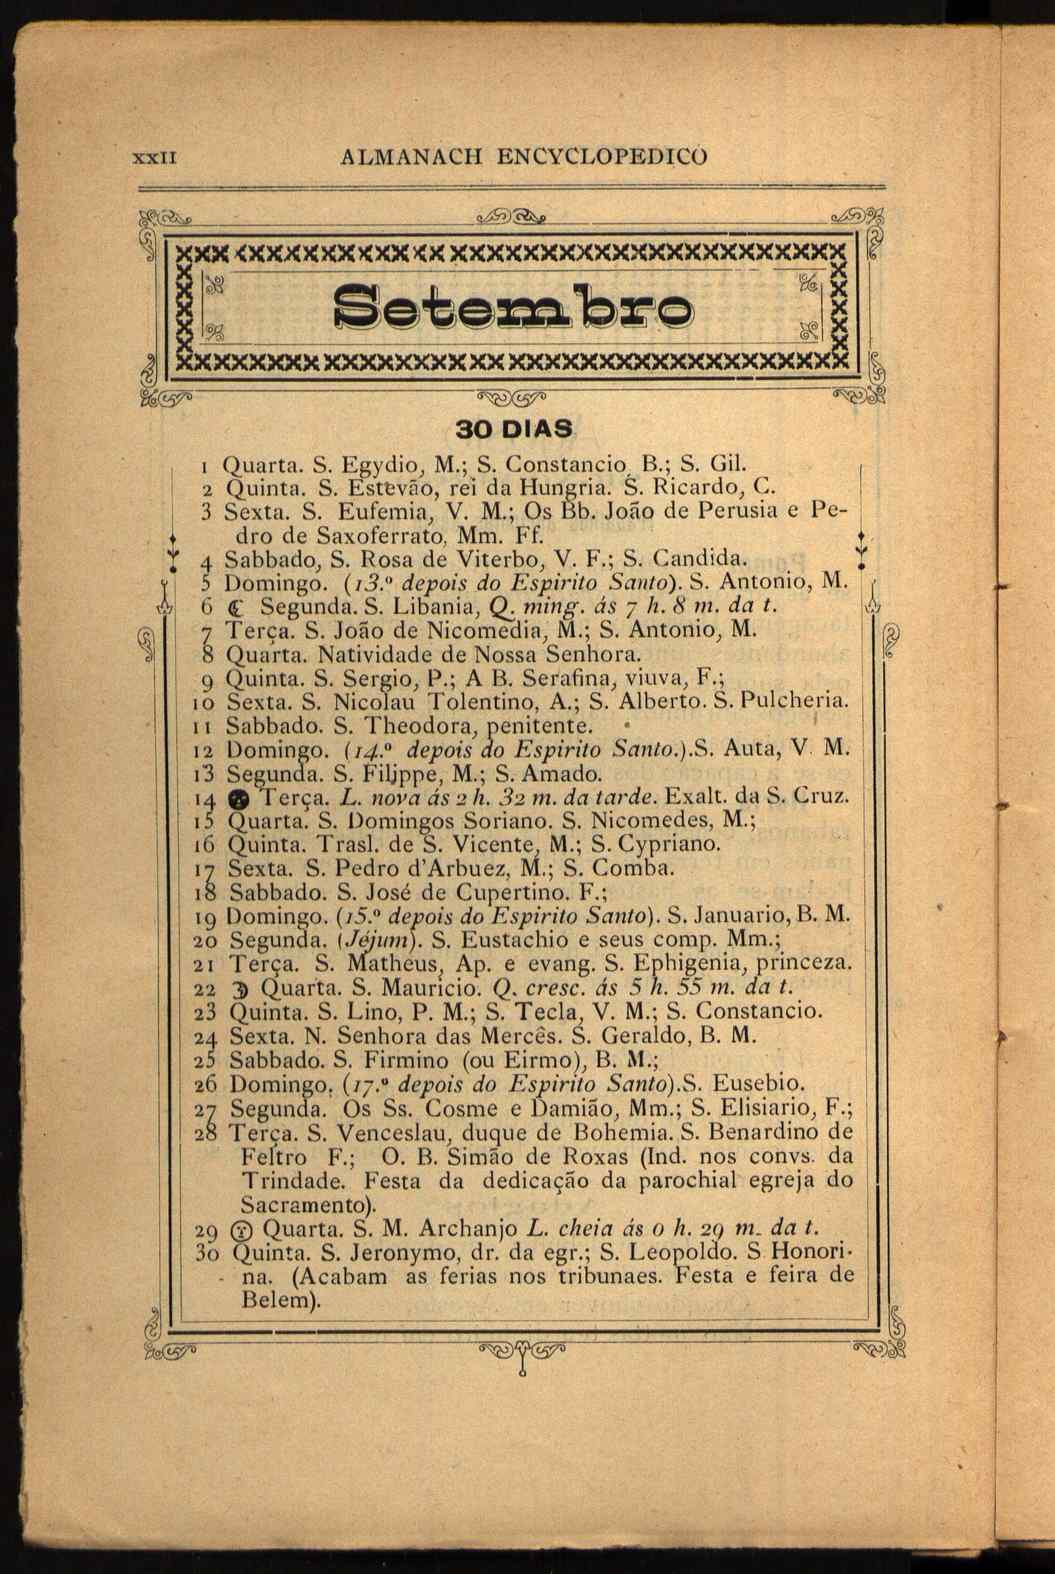 XXII
ALMANACH ENCYCLOPEDICO
Setembro
30 DIAS
1 Quarta. S. Egydio, M.; S. Constancio, B.; S. Gil.
2 Quinta. S. Estevão, rei da Hungria. S. Ricardo, C.
3 Sexta. S. Eufemia, V. M.; Os Bb. João de Perusia e Pe-
dro de Saxoferrato, Mm. Ff.
4 Sabbado, S. Rosa de Viterbo, V. F.; S. Candida.
5 Domingo. (13.º depois do Espirito Santo). S. Antonio, M.
6 Segunda. S. Libania, Q. ming. ás 7 h. 8 m. da t.
7 Terça. S. João de Nicomedia, M.; S. Antonio, M.
8 Quarta. Natividade de Nossa Senhora.
9 Quinta. S. Sergio, P.; A B. Serafina, viuva, F.;
10 Sexta. S. Nicolau Tolentino, A.; S. Alberto. S. Pulcheria.
11 Sabbado. S. Theodora, penitente.
12 Domingo. (14.º depois do Espirito Santo.).S. Auta, V. M.
13 Segunda. S. Filippe, M.; S. Amado.
14 Terça. L. nova ás 2 h. 32 m. da tarde. Exalt. da S. Cruz.
15 Quarta. S. Domingos Soriano. S. Nicomedes, M.;
16 Quinta. Trasl. de S. Vicente, M.; S. Cypriano.
17 Sexta. S. Pedro d'Arbuez, M.; S. Comba.
18 Sabbado. S. José de Cupertino. F.;
19 Domingo. (15.º depois do Espirito Santo). S. Januario, B. M.
20 Segunda. (Jéjum). S. Eustachio e seus comp. Mm.;
21 Terça. S. Matheus, Ap. e evang. S. Ephigenia, princeza.
22 Quarta. S. Mauricio. Q. cresc. ás 5 h. 55 m. da t.
23 Quinta. S. Lino, P. M.; S. Tecla, V. M.; S. Constancio.
24 Sexta. N. Senhora das Mercês. S. Geraldo, B. M.
25 Sabbado. S. Firmino (ou Eirmo), B. M.;
26 Domingo. (17.º depois do Espirito Santo).S. Eusebio.
27 Segunda. Os Ss. Cosme e Damião, Mm.; S. Elisiario, F.;
28 Terça. S. Venceslau, duque de Bohemia. S. Benardino de
Feltro F.; O. B. Simão de Roxas (Ind. nos convs. da
Trindade. Festa da dedicação da parochial egreja do
Sacramento).
29 Quarta. S. M. Archanjo L. cheia ás 0 h. 29 m. da t.
30 Quinta. S. Jeronymo, dr. da egr.; S. Leopoldo. S Honori-
na. (Acabam as ferias nos tribunaes. Festa e feira de
Belem).